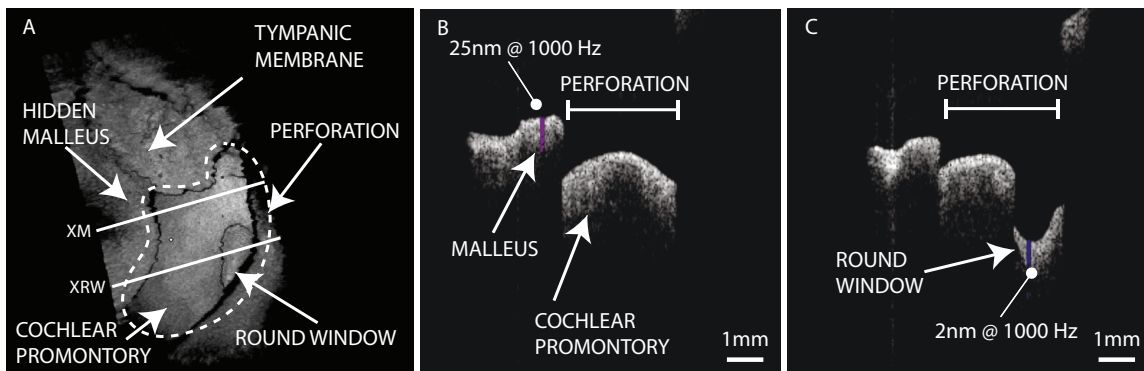 A
TYMPANIC
MEMBRANE
HIDDEN
MALLEUS
PERFORATION
XM
XRW
COCHLEAR
PROMONTORY
ROUND WINDOW
B
25nm @ 1000 Hz
PERFORATION
MALLEUS
COCHLEAR
PROMONTORY
1mm
C
PERFORATION
ROUND
WINDOW
2nm @ 1000 Hz
1mm